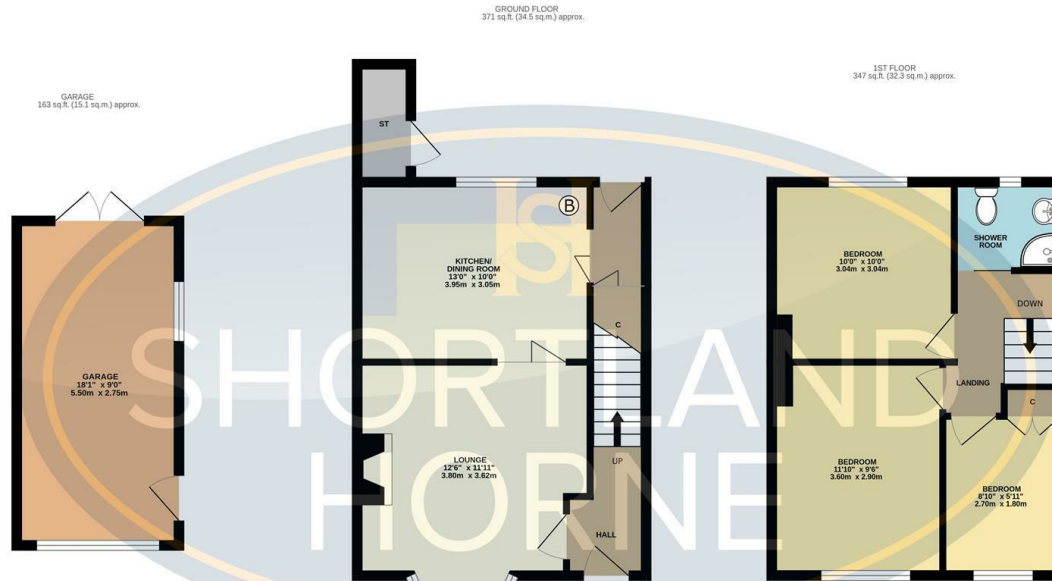 GROUND FLOOR
371 sq.ft. (34.5 sq.m.) approx.
1ST FLOOR
347 sq.ft. (32.3 sq.m.) approx.
GARAGE
163 sq.ft. (15.1 sq.m.) approx.
ST
B
KITCHEN/
DINING ROOM
13'0" x 10'0"
3.95m x 3.05m
C
LOUNGE
12'6" x 11'11"
3.80m x 3.62m
UP
HALL
GARAGE
18'1" x 9'0"
5.50m x 2.75m
BEDROOM
10'0" x 10'0"
3.04m x 3.04m
SHOWER
ROOM
DOWN
LANDING
C
BEDROOM
11'10" x 9'6"
3.60m x 2.90m
BEDROOM
8'10" x 5'11"
2.70m x 1.80m
SH
SHORTLAND
HORNE